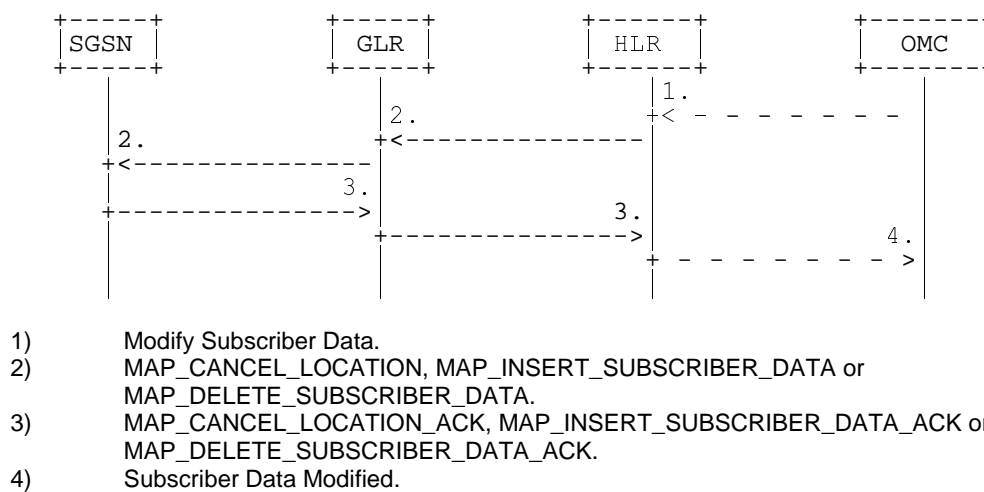 SGSN GLR HLR OMC
1.
2.
2.
3.
3.
4.
1) Modify Subscriber Data.
2) MAP_CANCEL_LOCATION, MAP_INSERT_SUBSCRIBER_DATA or
MAP_DELETE_SUBSCRIBER_DATA.
3) MAP_CANCEL_LOCATION_ACK, MAP_INSERT_SUBSCRIBER_DATA_ACK or
MAP_DELETE_SUBSCRIBER_DATA_ACK.
4) Subscriber Data Modified.